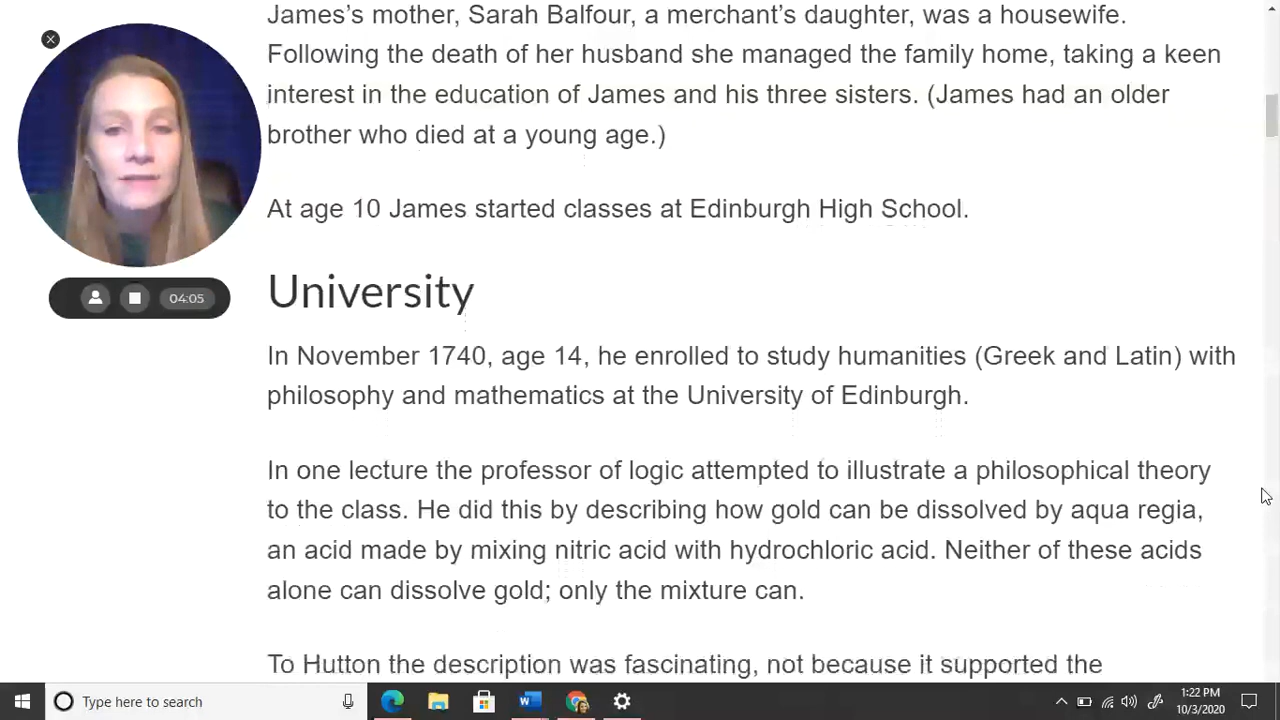 James’s mother, Sarah Balfour, a merchant’s daughter, was a housewife.
Following the death of her husband she managed the family home, taking a keen
interest in the education of James and his three sisters. (James had an older
brother who died at a young age.)
At age 10 James started classes at Edinburgh High School.
04:05
University
In November 1740, age 14, he enrolled to study humanities (Greek and Latin) with
philosophy and mathematics at the University of Edinburgh.
In one lecture the professor of logic attempted to illustrate a philosophical theory
to the class. He did this by describing how gold can be dissolved by aqua regia,
an acid made by mixing nitric acid with hydrochloric acid. Neither of these acids
alone can dissolve gold; only the mixture can.
To Hutton the description was fascinating, not because it supported the
Type here to search
1:22 PM
10/3/2020